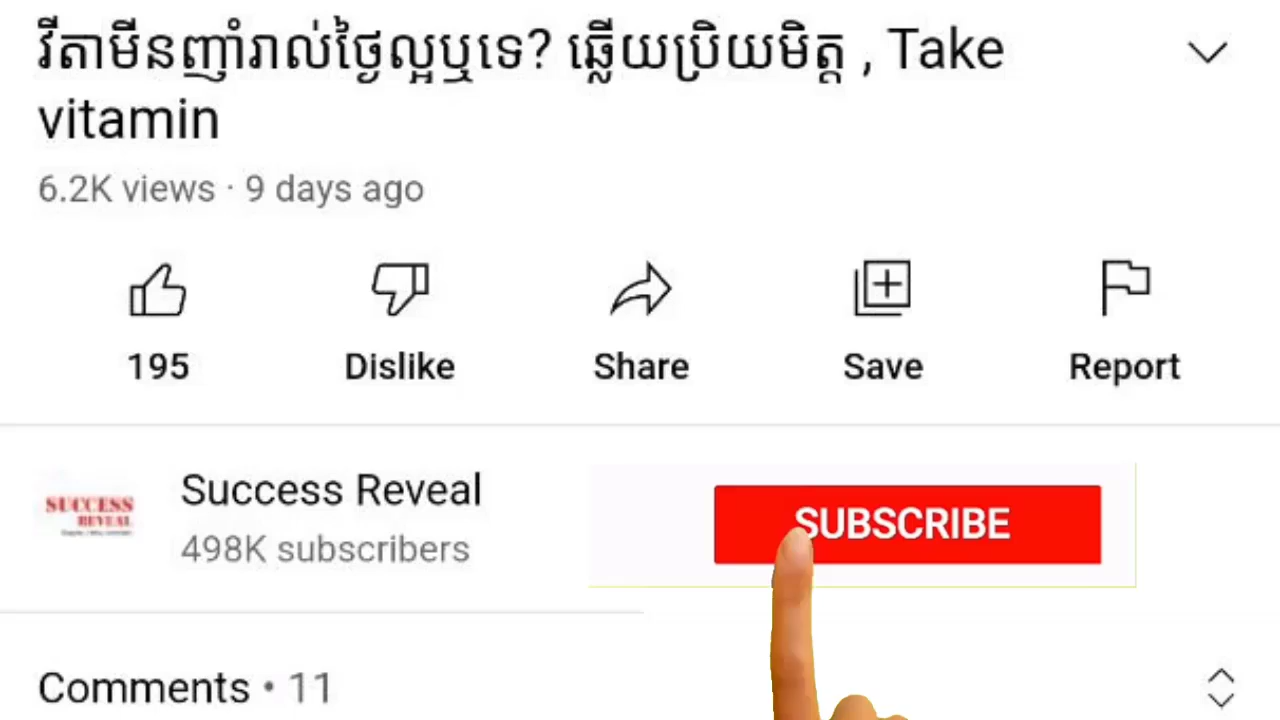 វីតាមីនញ៉ាំរាល់ថ្ងៃល្អឬទេ? ឆ្លើយប្រិយមិត្ត , Take
vitamin
6.2K views · 9 days ago
195 Dislike Share Save Report
SUCCESS
REVEAL
Success Reveal
498K subscribers
SUBSCRIBE
Comments • 11